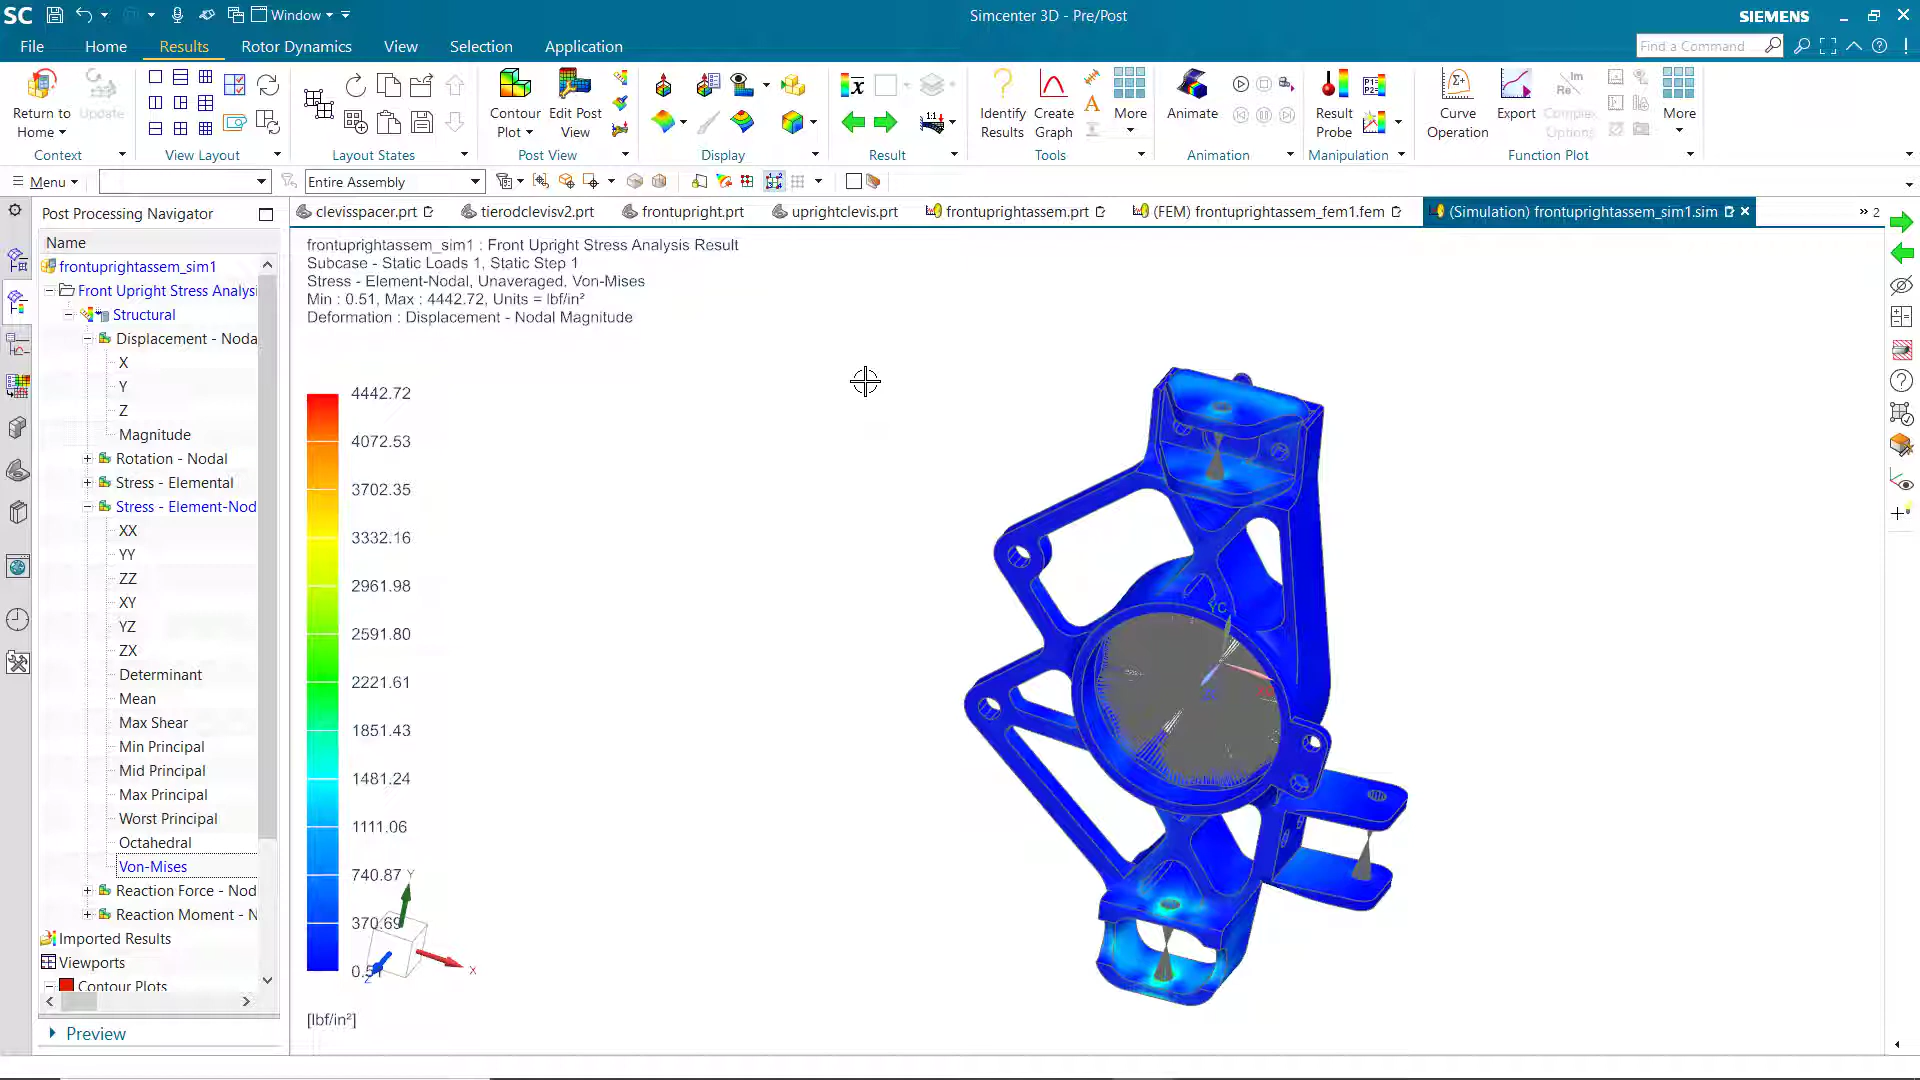 SC
Window
Simcenter 3D - Pre/Post
SIEMENS
File
Home
Results
Rotor Dynamics
View
Selection
Application
Find a Command
Return to Home
Update
Contour Plot
Edit Post View
Identify Results
Create Graph
More
Animate
Result Probe
Curve Operation
Export
Complex Options
More
Context
View Layout
Layout States
Post View
Display
Result
Tools
Animation
Manipulation
Function Plot
Menu
Entire Assembly
clevisspacer.prt
tierodclevisv2.prt
frontupright.prt
uprightclevis.prt
frontuprightassem.prt
(FEM) frontuprightassem_fem1.fem
(Simulation) frontuprightassem_sim1.sim
2
Post Processing Navigator
Name
frontuprightassem_sim1
Front Upright Stress Analysi
Structural
Displacement - Noda
X
Y
Z
Magnitude
Rotation - Nodal
Stress - Elemental
Stress - Element-Nod
XX
YY
ZZ
XY
YZ
ZX
Determinant
Mean
Max Shear
Min Principal
Mid Principal
Max Principal
Worst Principal
Octahedral
Von-Mises
Reaction Force - Nod
Reaction Moment - N
Imported Results
Viewports
Contour Plots
Preview
frontuprightassem_sim1 : Front Upright Stress Analysis Result
Subcase - Static Loads 1, Static Step 1
Stress - Element-Nodal, Unaveraged, Von-Mises
Min : 0.51, Max : 4442.72, Units = lbf/in²
Deformation : Displacement - Nodal Magnitude
4442.72
4072.53
3702.35
3332.16
2961.98
2591.80
2221.61
1851.43
1481.24
1111.06
740.87
370.69
0.51
[lbf/in²]
Y
X
Z
YC